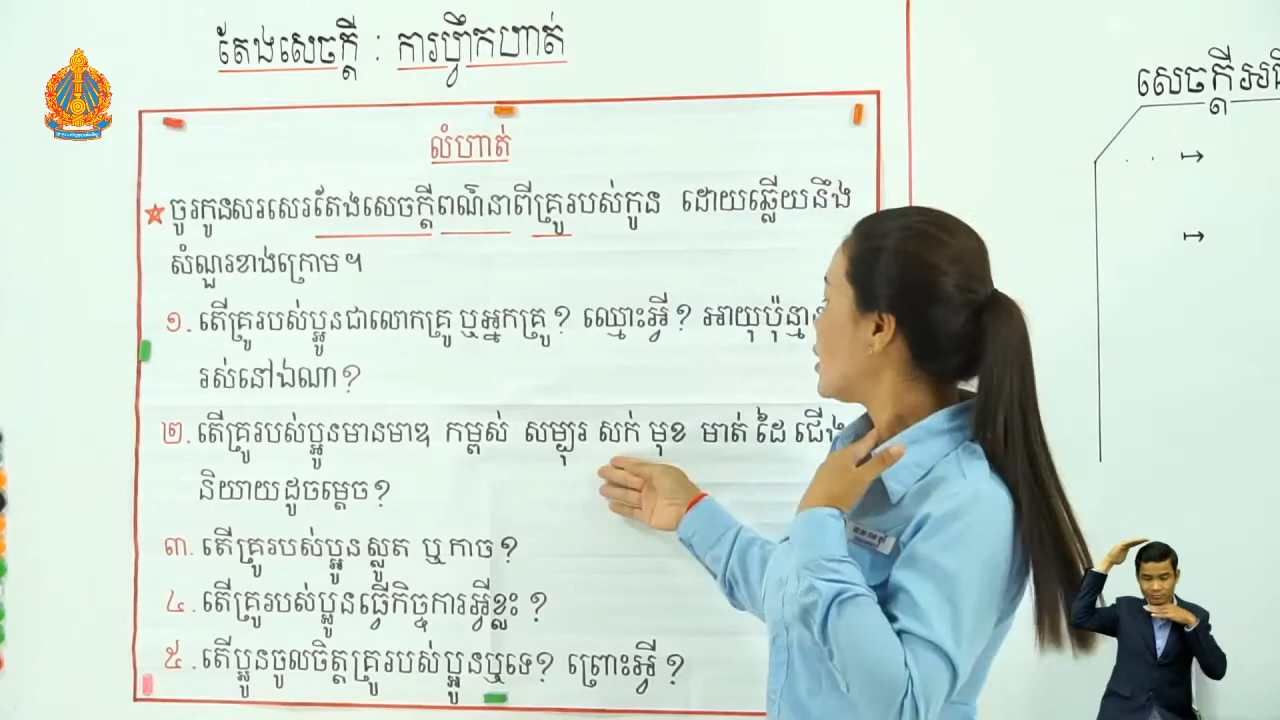 តែងសេចក្ដី : ការប្រឹកហាត់
លំហាត់
ចូរកូនសរសេរតែងសេចក្ដីពណ៌នាពីគ្រូរបស់កូន ដោយឆ្លើយនឹង
សំណួរខាងក្រោម។
១. តើគ្រូរបស់ប្អូនជាលោកគ្រូ ឬអ្នកគ្រូ? ឈ្មោះអ្វី? អាយុប៉ុន្មាន
រស់នៅឯណា?
២. តើគ្រូរបស់ប្អូនមានមាឌ កម្ពស់ សម្បុរ សក់ មុខ មាត់ ដៃ ជើង
និយាយដូចម្ដេច?
៣. តើគ្រូរបស់ប្អូន ស្លូត ឬ កាច?
៤. តើគ្រូរបស់ប្អូនធ្វើកិច្ចការអ្វីខ្លះ?
៥. តើប្អូនចូលចិត្តគ្រូរបស់ប្អូនឬទេ? ព្រោះអ្វី?
សេចក្ដី